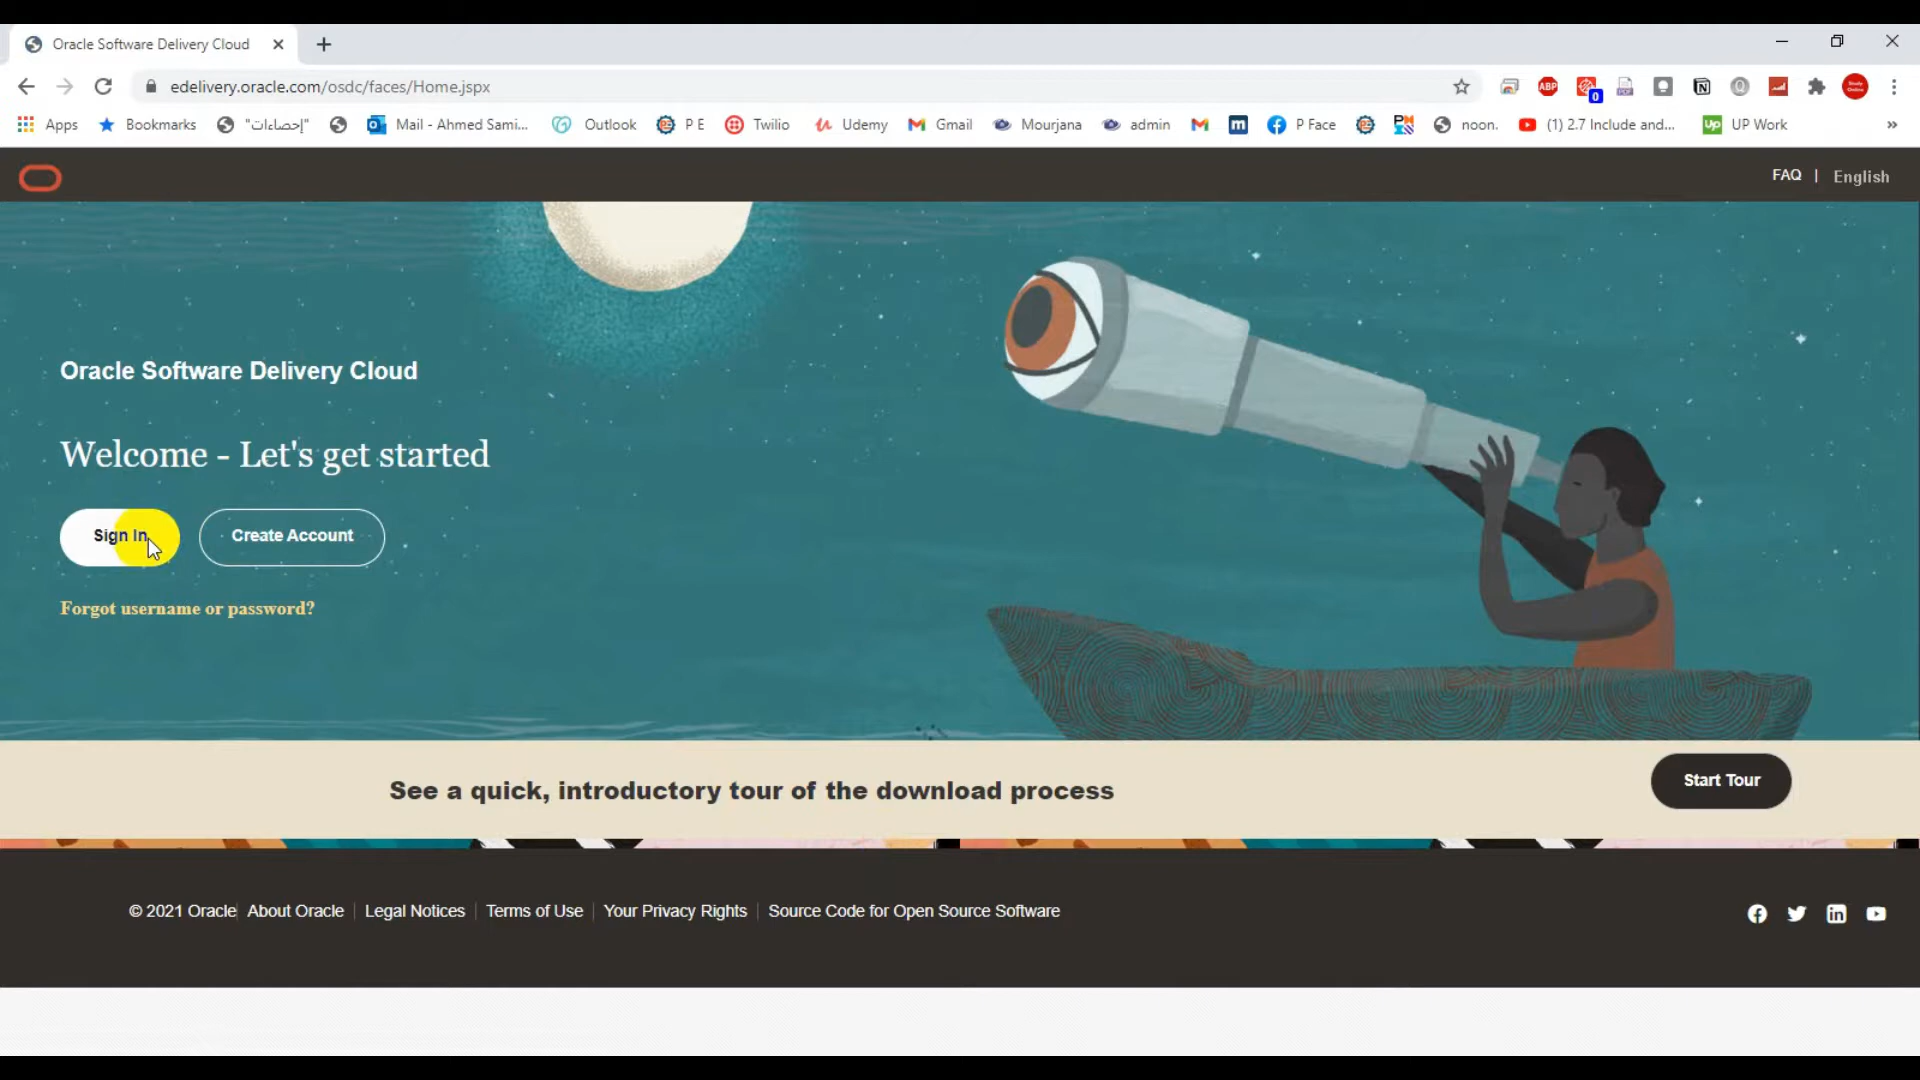 Oracle Software Delivery Cloud
edelivery.oracle.com/osdc/faces/Home.jspx
ABP
0
Apps
Bookmarks
"إحصاءات"
Mail - Ahmed Sami...
Outlook
P E
Twilio
Udemy
Gmail
Mourjana
admin
P Face
noon.
(1) 2.7 Include and...
UP Work
FAQ | English
Oracle Software Delivery Cloud
Welcome - Let's get started
Sign In
Create Account
Forgot username or password?
See a quick, introductory tour of the download process
Start Tour
© 2021 Oracle
About Oracle
Legal Notices
Terms of Use
Your Privacy Rights
Source Code for Open Source Software